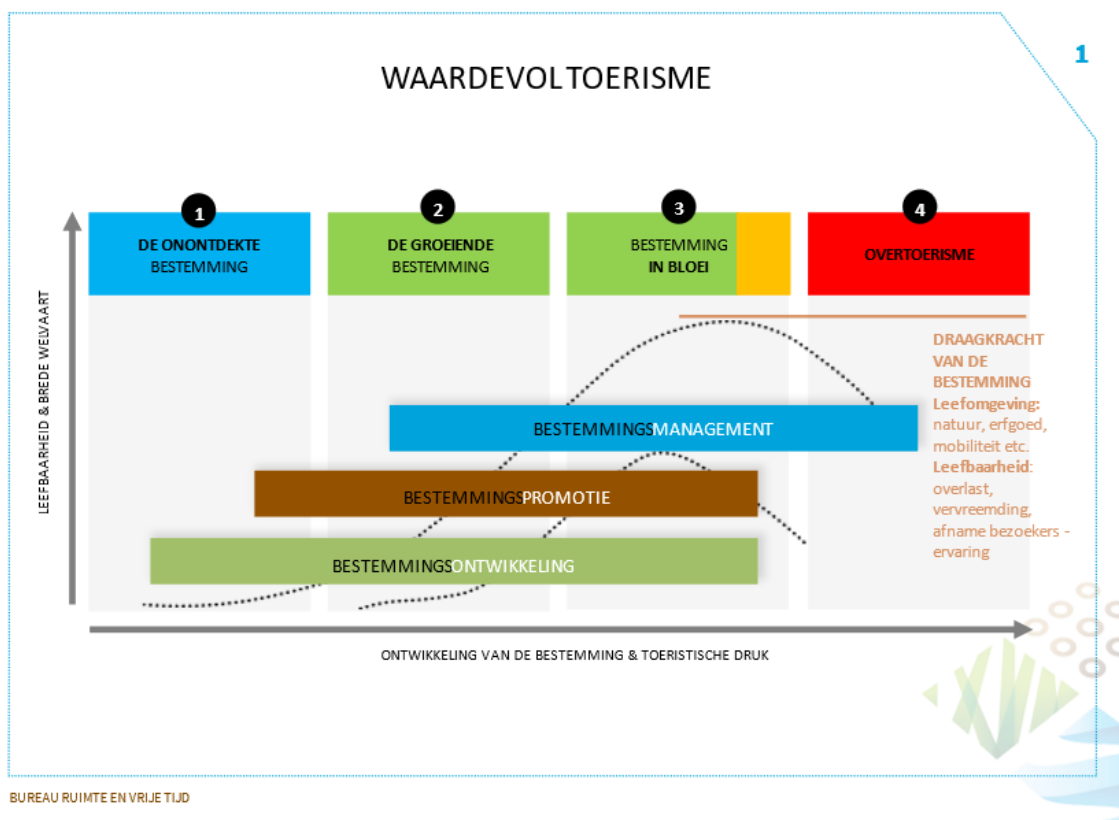 1
WAARDEVOL TOERISME
1
DE ONONTDEKTE
BESTEMMING
2
DE GROEIENDE
BESTEMMING
3
BESTEMMING
IN BLOEI
4
OVERTOERISME
LEEFBAARHEID & BREDE WELVAART
DRAAGKRACHT
VAN DE
BESTEMMING
Leefomgeving:
natuur, erfgoed,
mobiliteit etc.
Leefbaarheid:
overlast,
vervreemding,
afname bezoekers -
ervaring
BESTEMMINGSMANAGEMENT
BESTEMMINGSPROMOTIE
BESTEMMINGSONTWIKKELING
ONTWIKKELING VAN DE BESTEMMING & TOERISTISCHE DRUK
BUREAU RUIMTE EN VRIJE TIJD